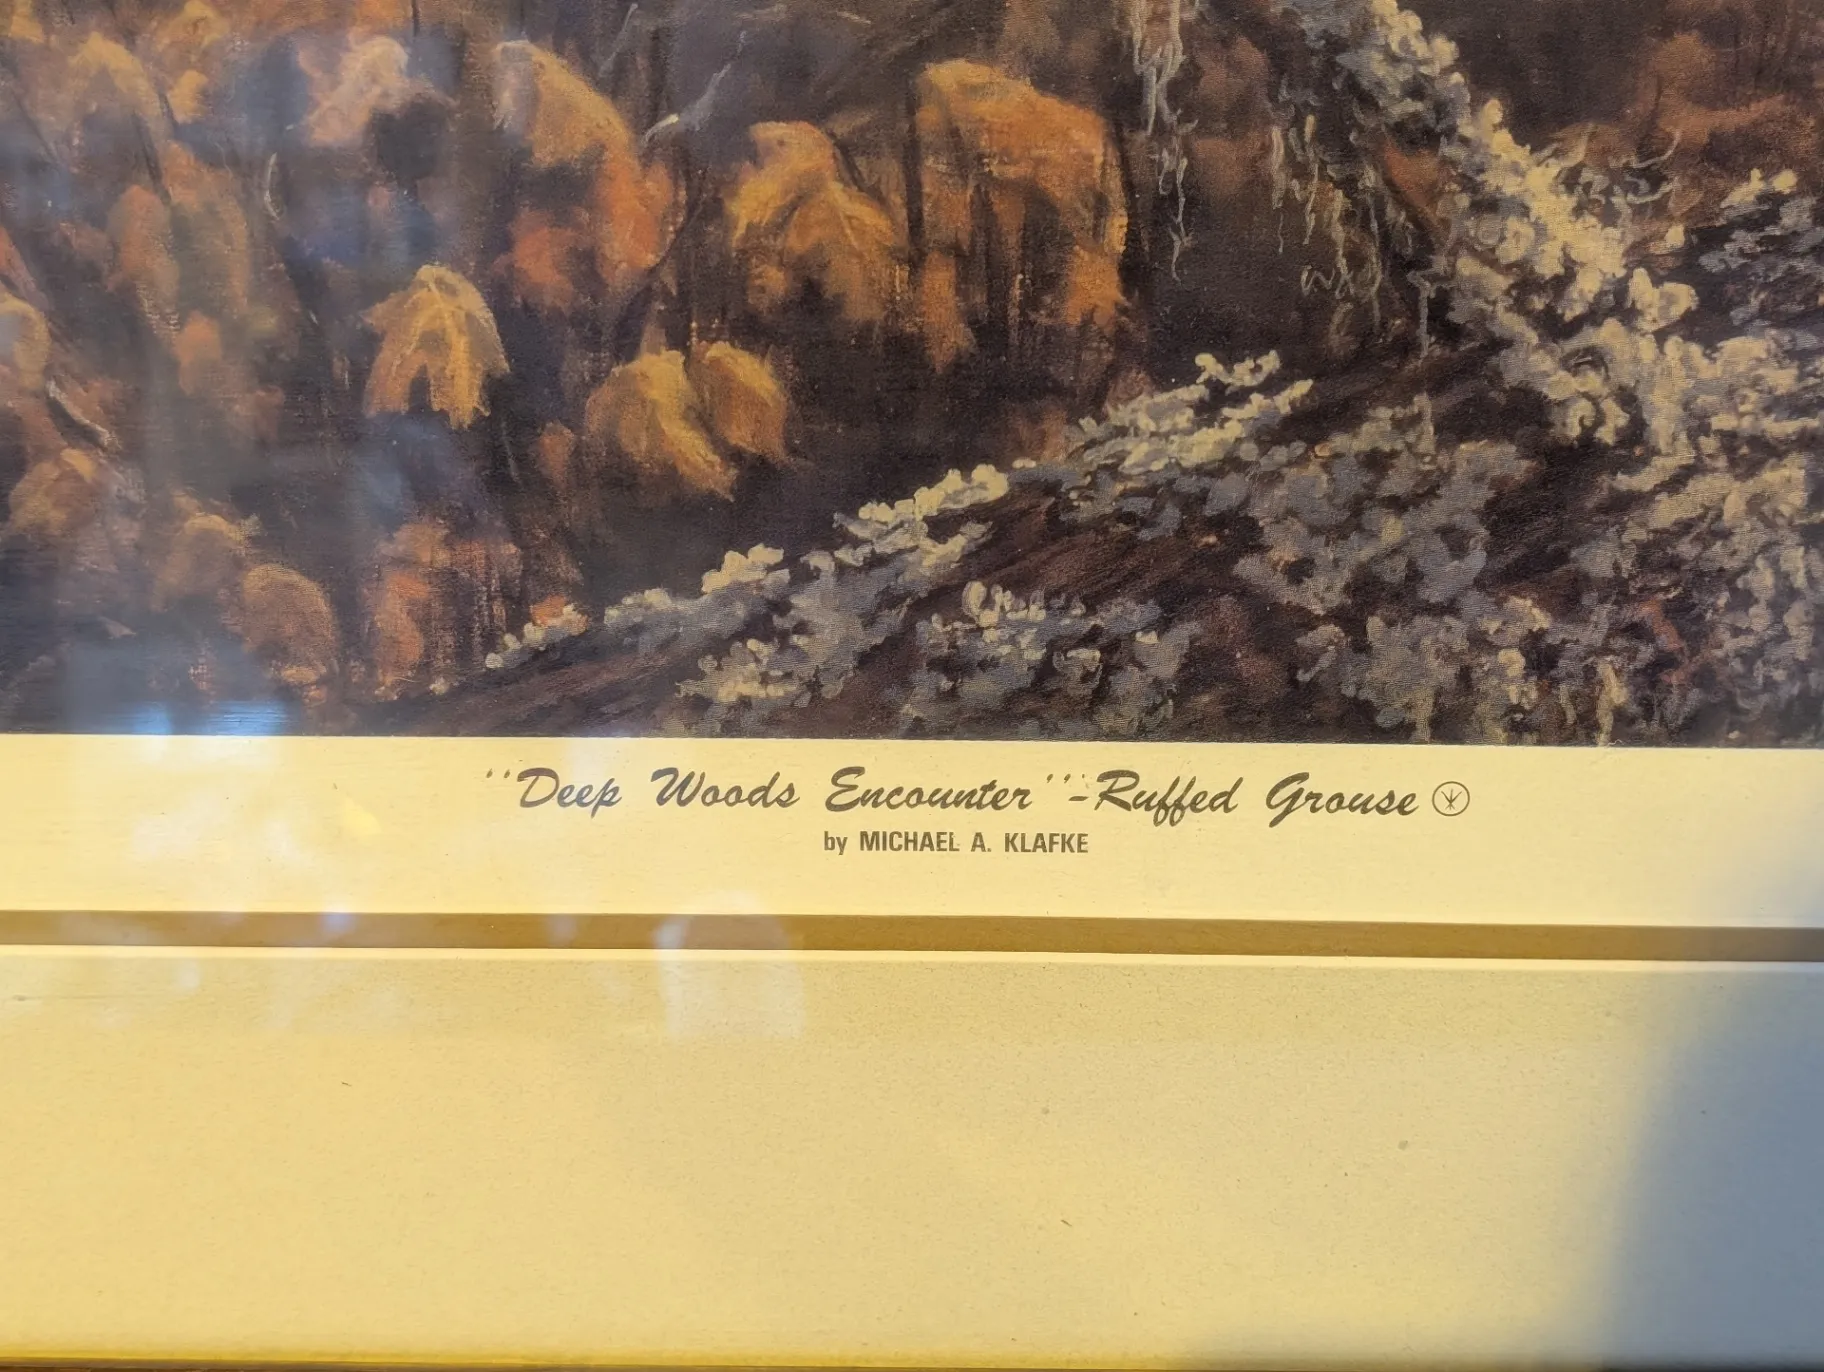 "Deep Woods Encounter"-Ruffed Grouse
by MICHAEL A. KLAFKE